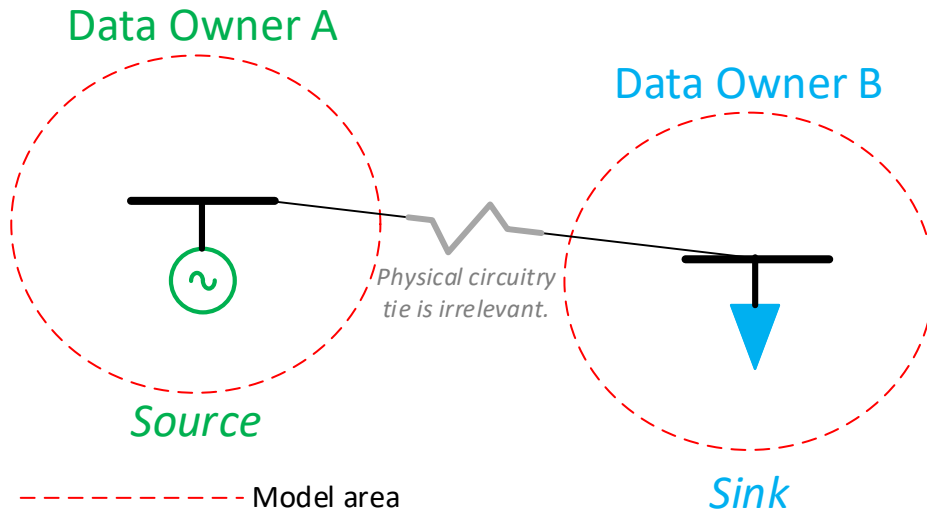 Data Owner A
Data Owner B
Physical circuitry
tie is irrelevant.
Source
Sink
Model area